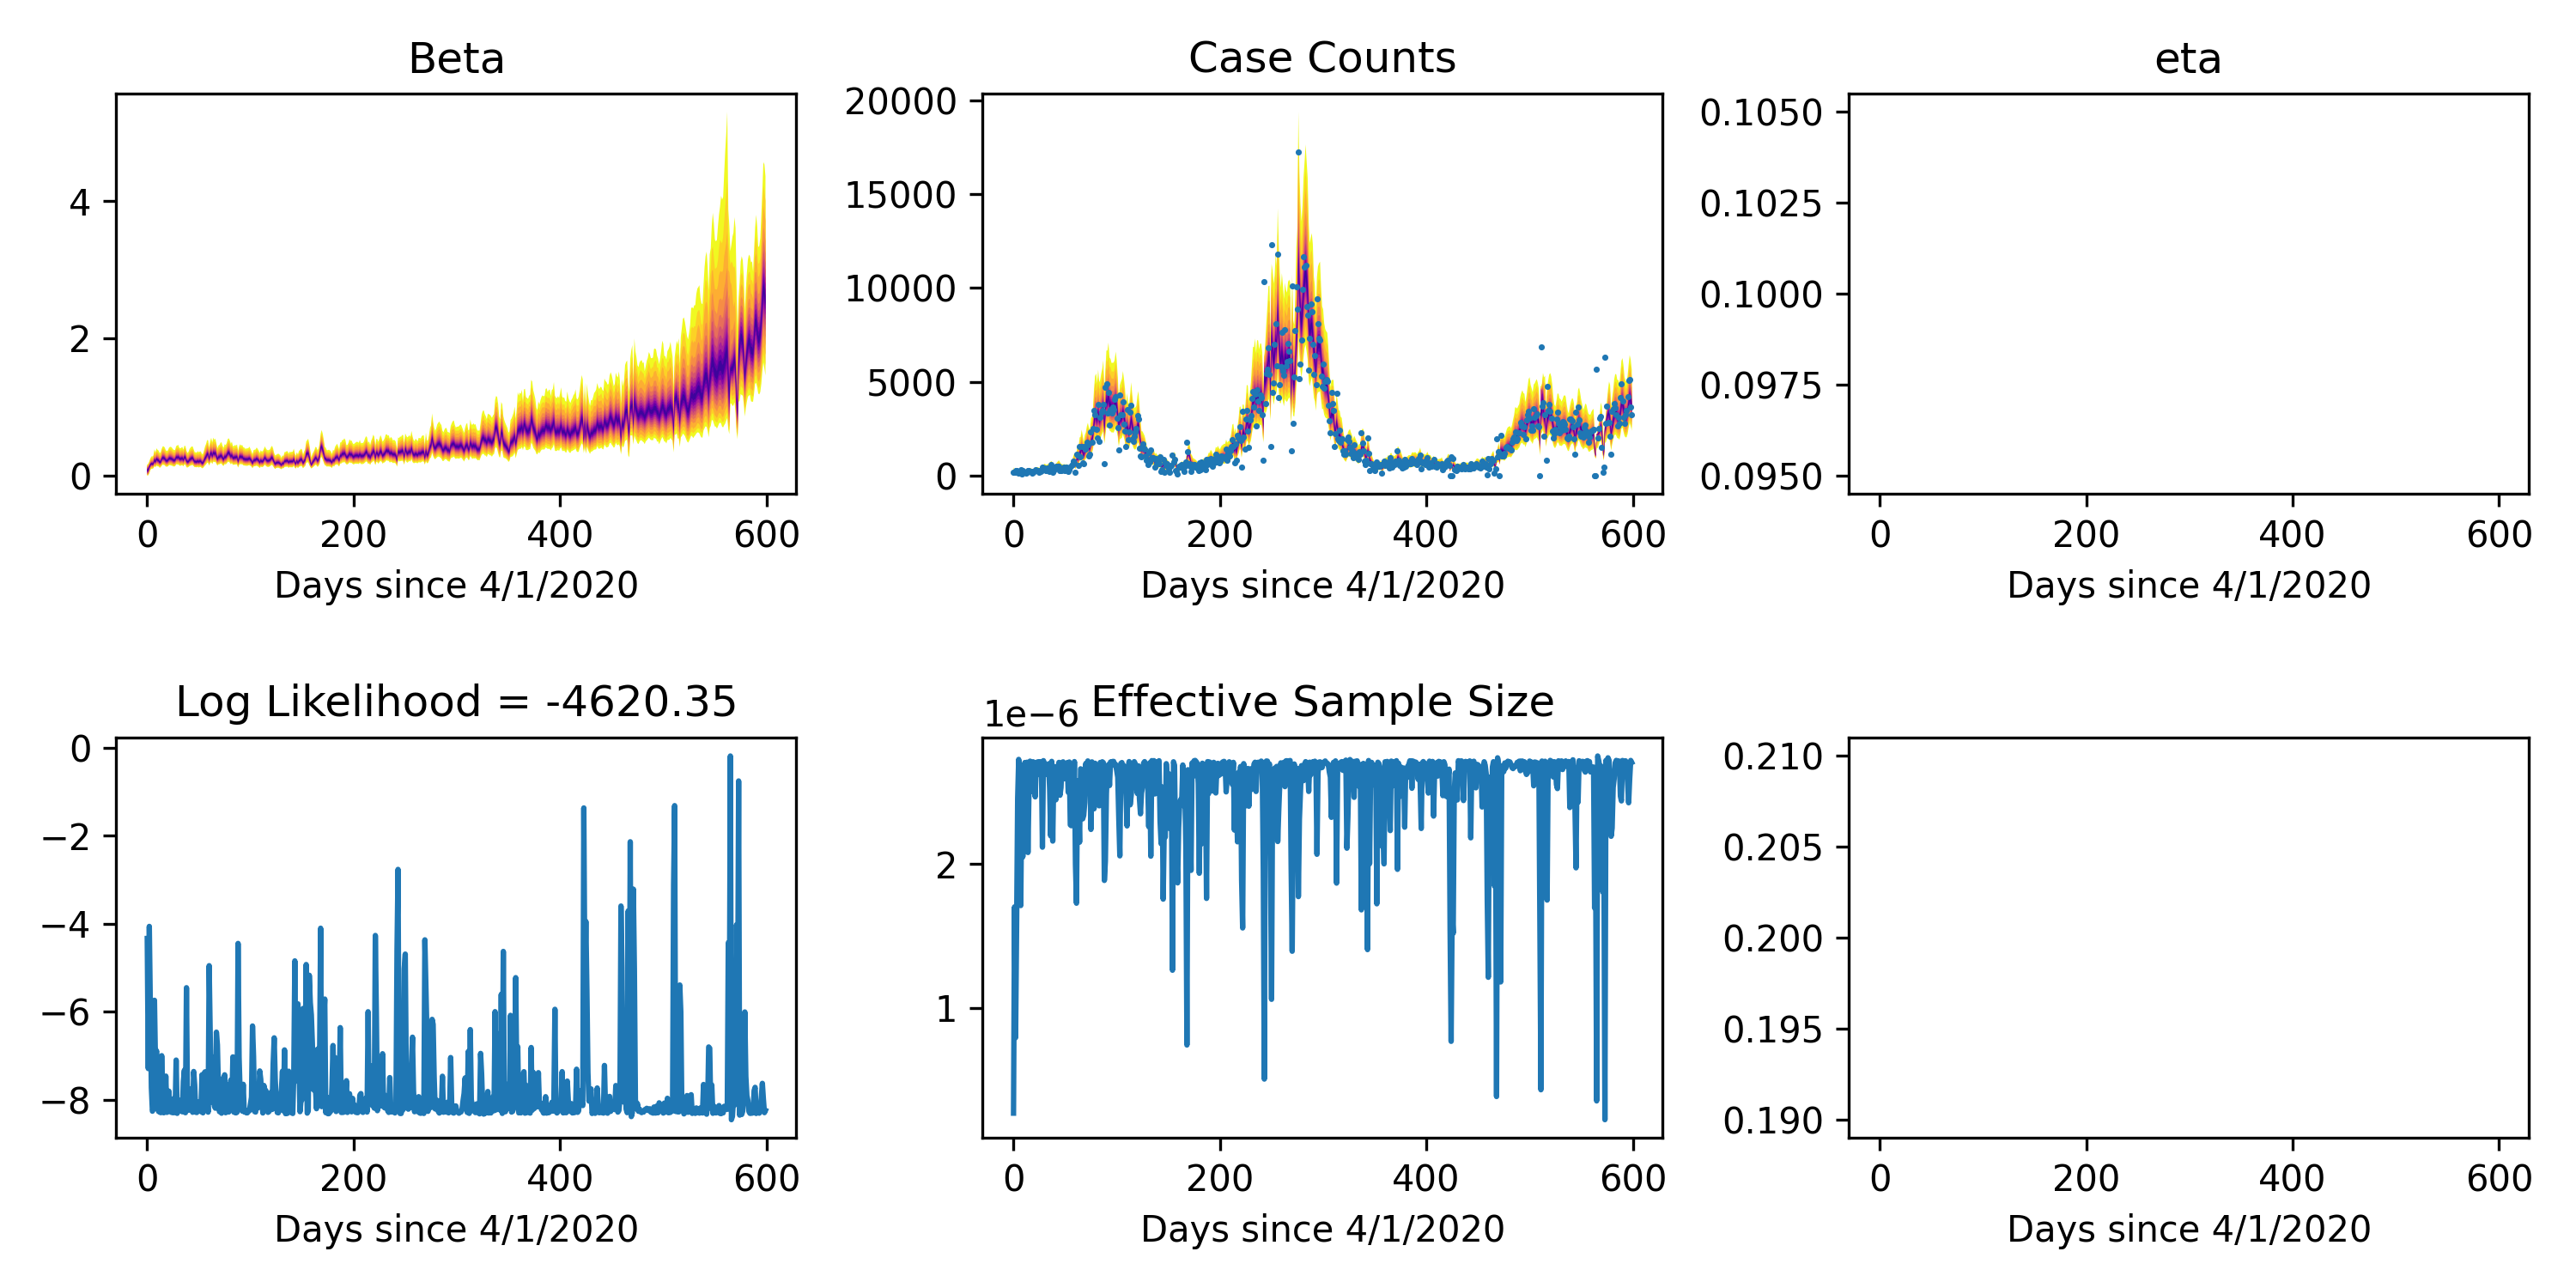 Beta
Case Counts
eta
4
2
0
20000
15000
10000
5000
0
0.1050
0.1025
0.1000
0.0975
0.0950
0 200 400 600
0 200 400 600
0 200 400 600
Days since 4/1/2020
Days since 4/1/2020
Days since 4/1/2020
Log Likelihood = -4620.35
1e−6
Effective Sample Size
0
−2
−4
−6
−8
2
1
0.210
0.205
0.200
0.195
0.190
0 200 400 600
0 200 400 600
0 200 400 600
Days since 4/1/2020
Days since 4/1/2020
Days since 4/1/2020